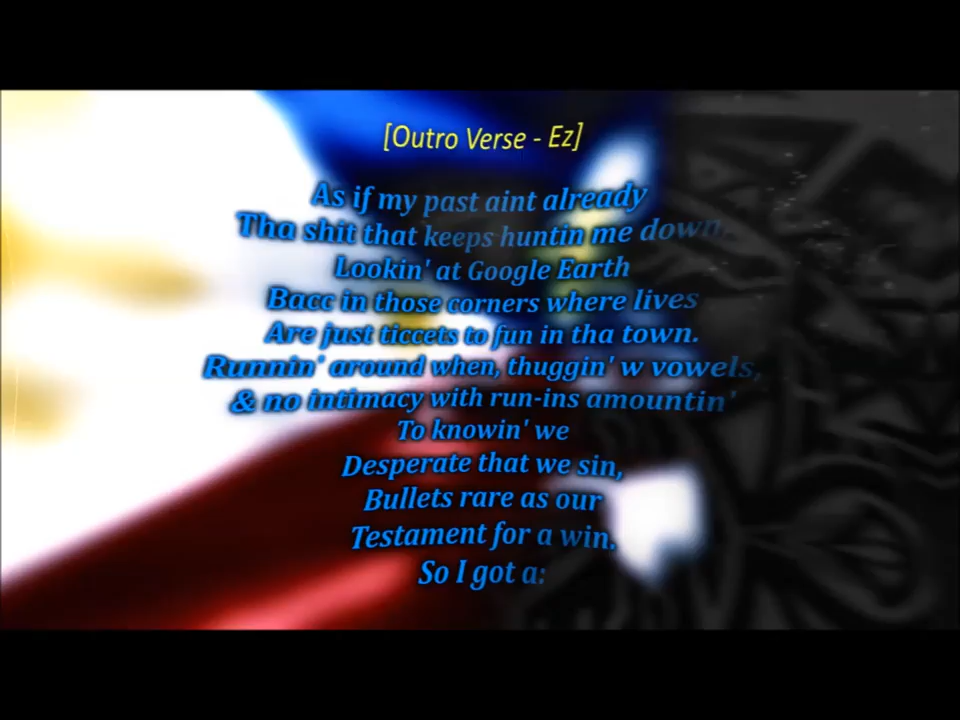 [Outro Verse - Ez]
As if my past aint already
Tha shit that keeps huntin me down,
Lookin' at Google Earth
Bacc in those corners where lives
Are just ticcets to fun in tha town.
Runnin' around when, thuggin' w vowels,
& no intimacy with run-ins amountin'
To knowin' we
Desperate that we sin,
Bullets rare as our
Testament for a win,
So I got a: